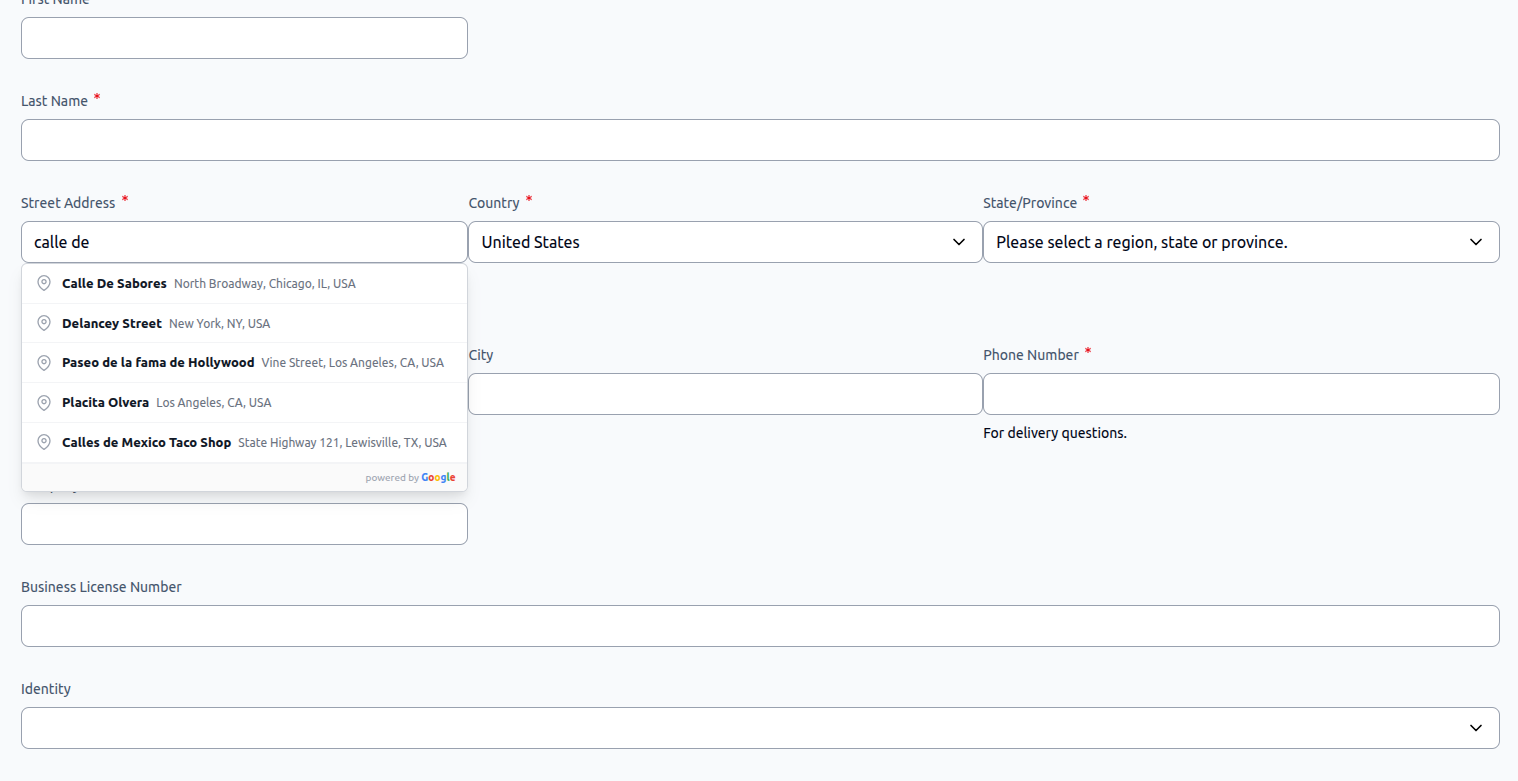 First Name
Last Name *
Street Address *
Country *
State/Province *
calle de
United States
Please select a region, state or province.
Calle De Sabores North Broadway, Chicago, IL, USA
Delancey Street New York, NY, USA
Paseo de la fama de Hollywood Vine Street, Los Angeles, CA, USA
Placita Olvera Los Angeles, CA, USA
Calles de Mexico Taco Shop State Highway 121, Lewisville, TX, USA
powered by Google
City
Phone Number *
For delivery questions.
Business License Number
Identity